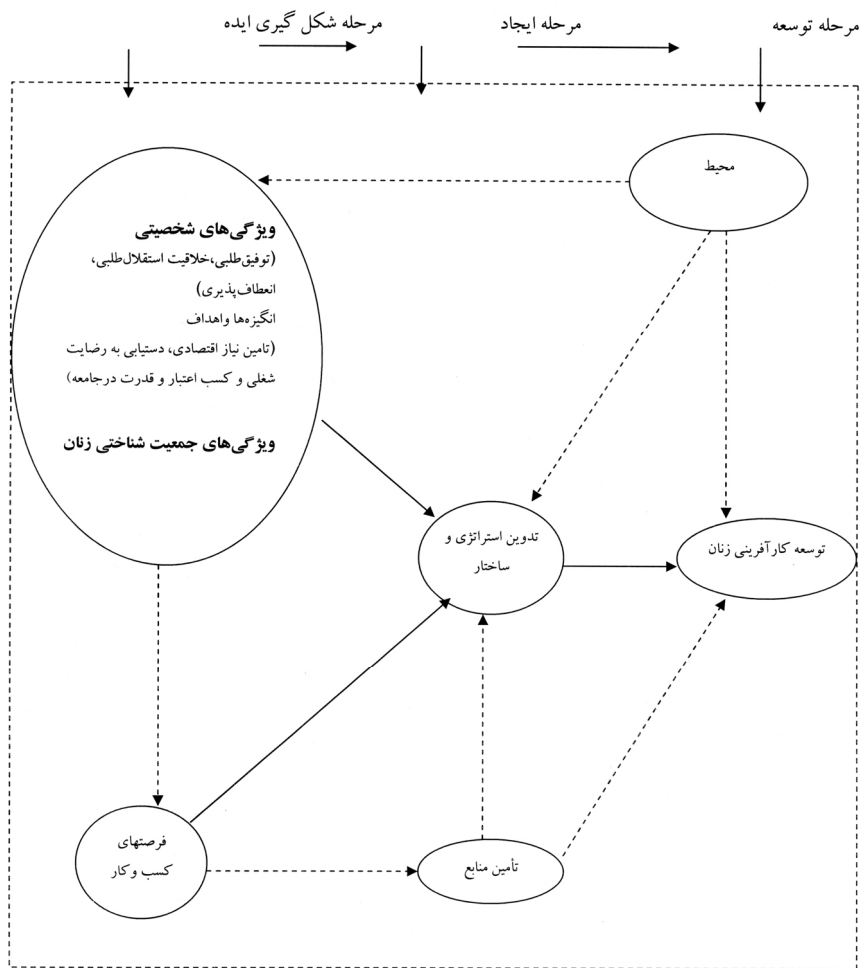 مرحله شکل گیری ایده
مرحله ایجاد
مرحله توسعه
محیط
ویژگی‌های شخصیتی
(توفیق‌طلبی،خلاقیت استقلال‌طلبی،
انعطاف‌پذیری)
انگیزه‌ها واهداف
(تامین نیاز اقتصادی، دستیابی به رضایت
شغلی و کسب اعتبار و قدرت درجامعه)
ویژگی‌های جمعیت شناختی زنان
تدوین استراتژی و
ساختار
توسعه کارآفرینی زنان
فرصتهای
کسب وکار
تأمین منابع